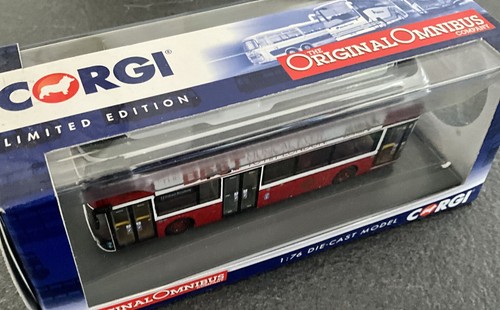 CORGI®
LIMITED EDITION
THE
ORIGINAL OMNIBUS
COMPANY
1:76 DIE-CAST MODEL
CORGI
ORIGINAL OMNIBUS